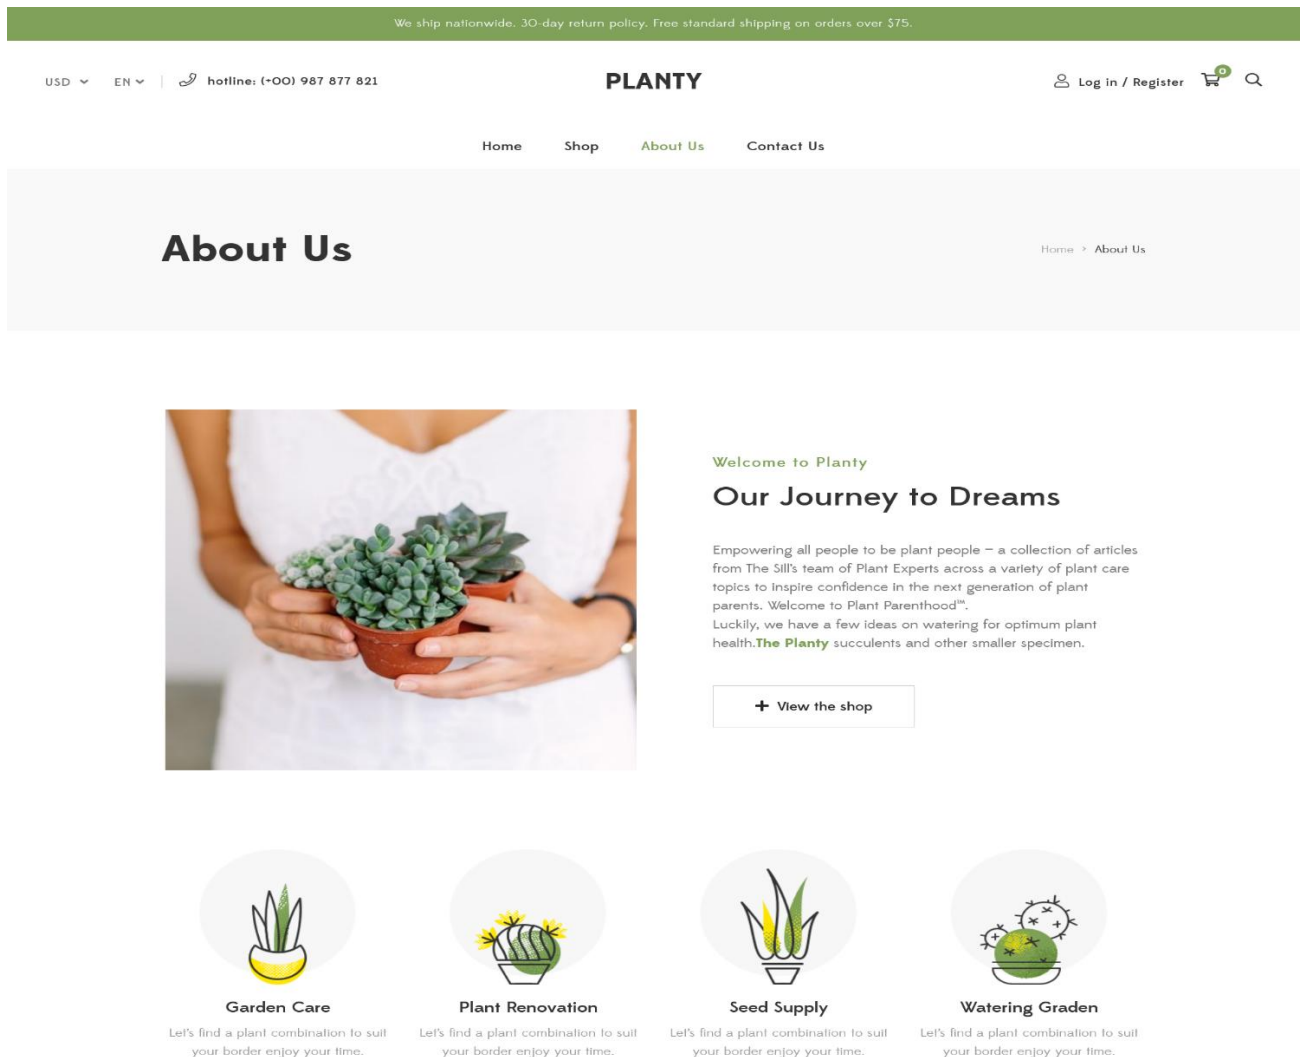 We ship nationwide. 30-day return policy. Free standard shipping on orders over $75.
USD EN hotline: (+00) 987 877 821 PLANTY Log in / Register 0
Home Shop About Us Contact Us
About Us
Home > About Us
Welcome to Planty
Our Journey to Dreams
Empowering all people to be plant people – a collection of articles
from The Sill's team of Plant Experts across a variety of plant care
topics to inspire confidence in the next generation of plant
parents. Welcome to Plant Parenthood™.
Luckily, we have a few ideas on watering for optimum plant
health.The Planty succulents and other smaller specimen.
+ View the shop
Garden Care
Let's find a plant combination to suit
your border enjoy your time.
Plant Renovation
Let's find a plant combination to suit
your border enjoy your time.
Seed Supply
Let's find a plant combination to suit
your border enjoy your time.
Watering Graden
Let's find a plant combination to suit
your border enjoy your time.